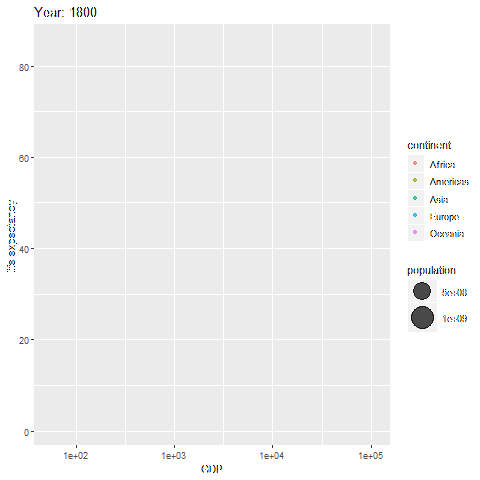 Year: 1800
80
60
40
20
0
life expectancy
1e+02
1e+03
1e+04
1e+05
GDP
continent
Africa
Americas
Asia
Europe
Oceania
population
5e+08
1e+09